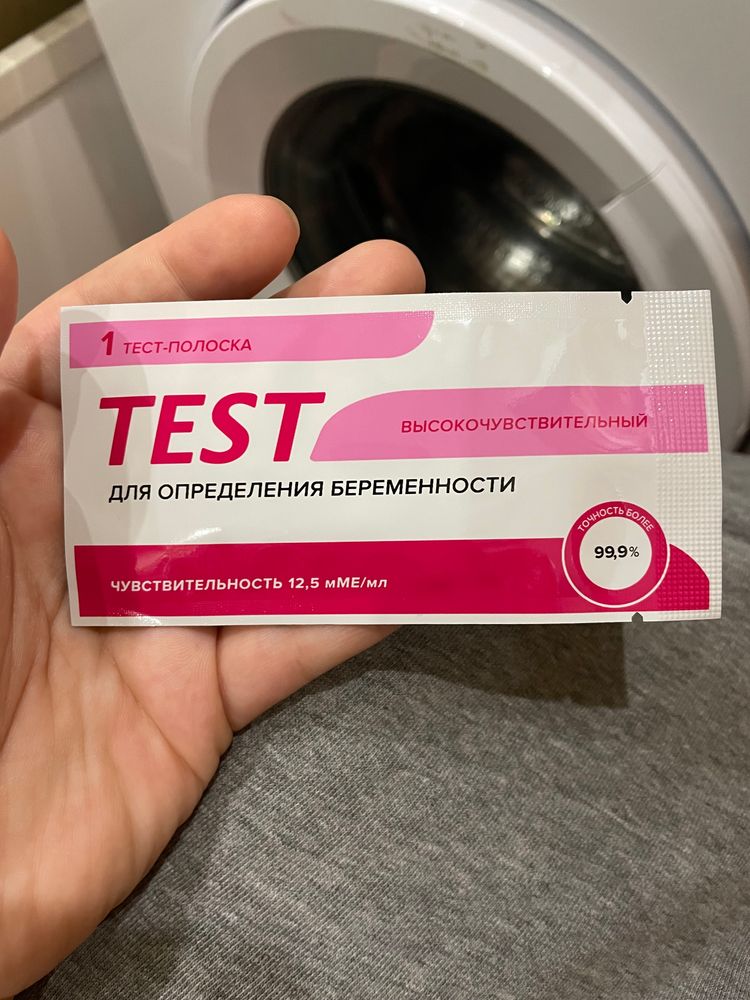 1 ТЕСТ-ПОЛОСКА
TEST
ВЫСОКОЧУВСТВИТЕЛЬНЫЙ
ДЛЯ ОПРЕДЕЛЕНИЯ БЕРЕМЕННОСТИ
ТОЧНОСТЬ БОЛЕЕ
99,9%
ЧУВСТВИТЕЛЬНОСТЬ 12,5 мМЕ/мл